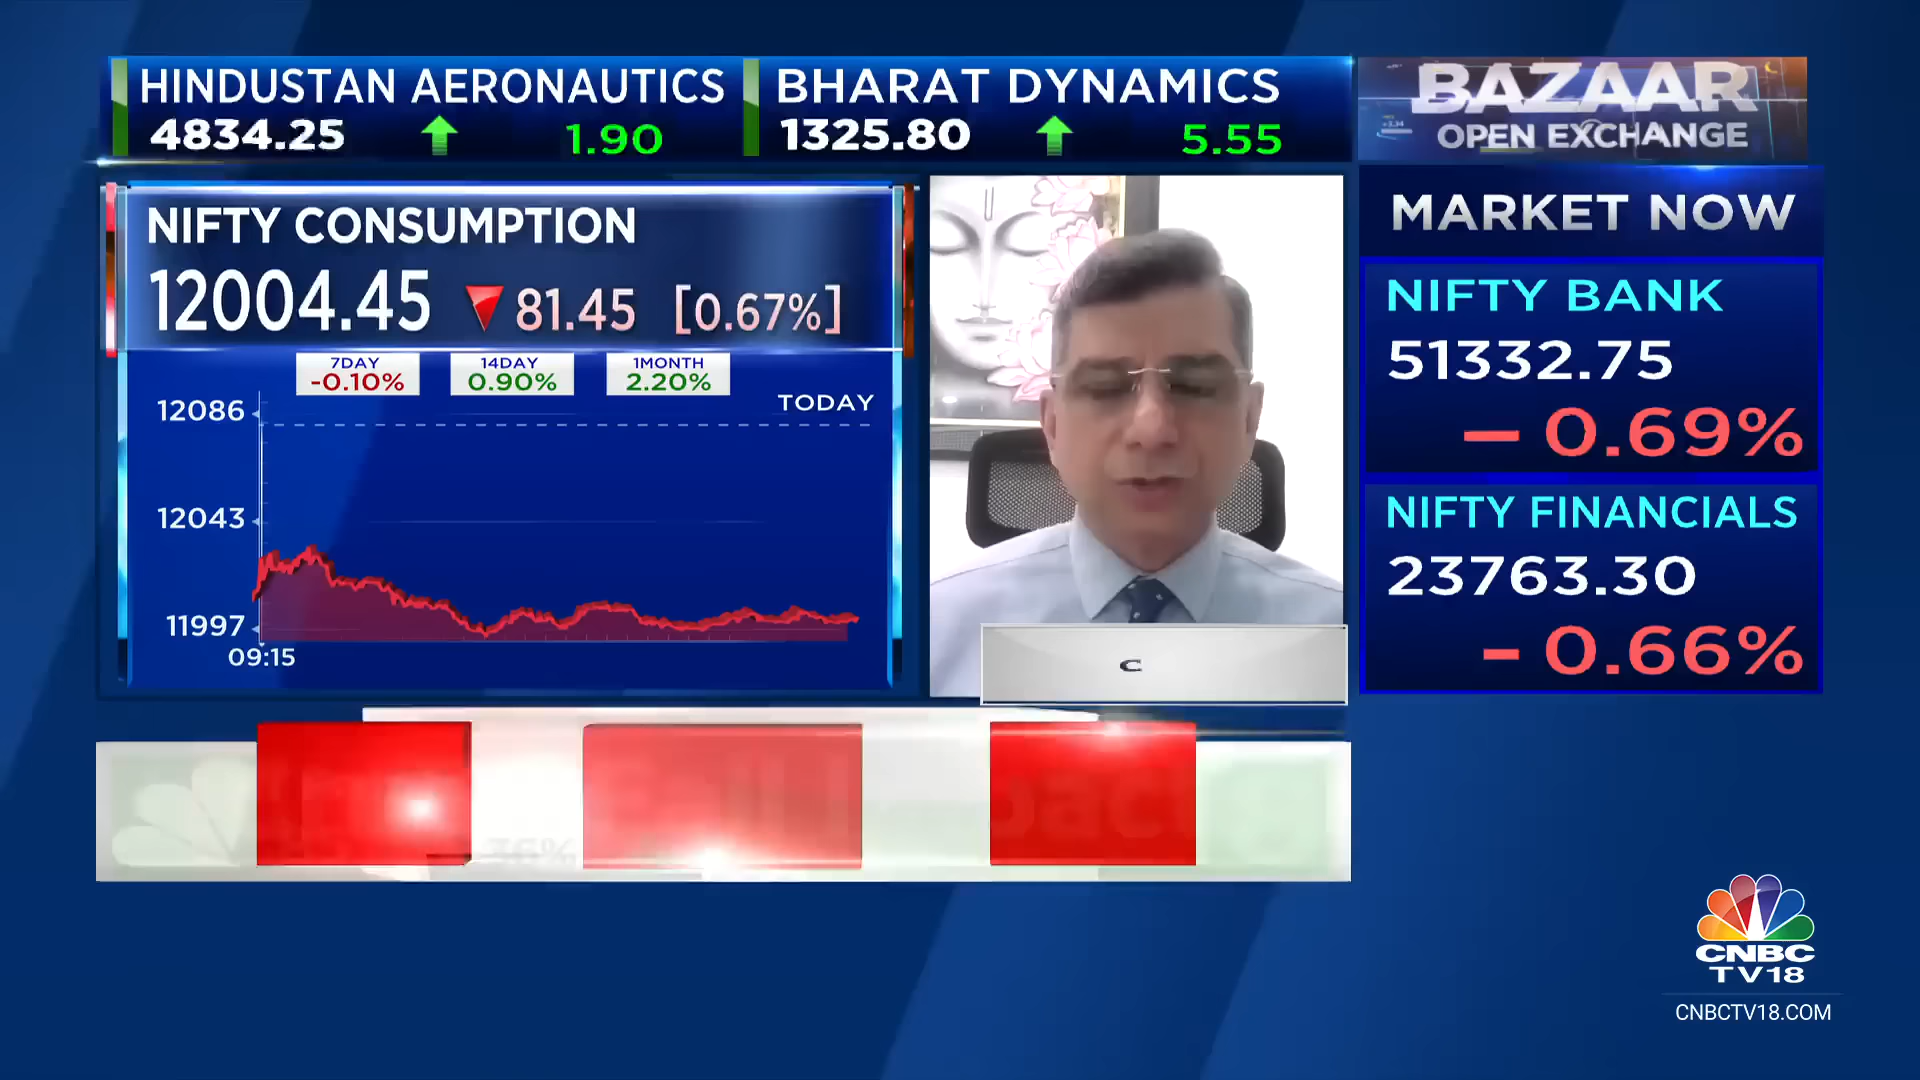 HINDUSTAN AERONAUTICS
4834.25 1.90
BHARAT DYNAMICS
1325.80 5.55
BAZAAR
OPEN EXCHANGE
NIFTY CONSUMPTION
12004.45 81.45 [0.67%]
7DAY
-0.10%
14DAY
0.90%
1MONTH
2.20%
TODAY
12086
12043
11997
09:15
C
MARKET NOW
NIFTY BANK
51332.75
- 0.69%
NIFTY FINANCIALS
23763.30
- 0.66%
CNBC
TV18
CNBCTV18.COM